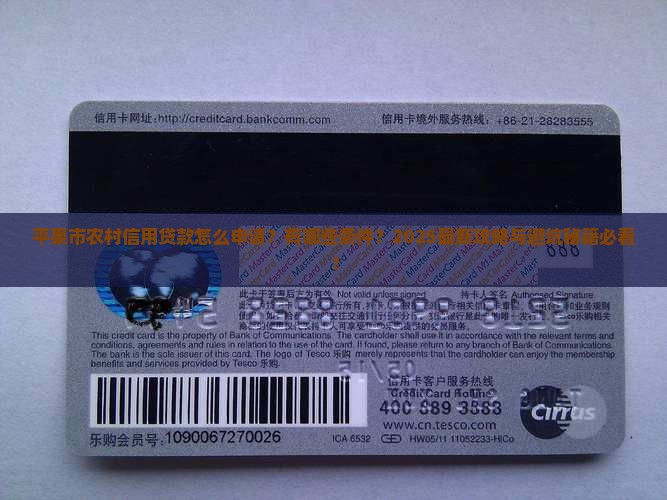 信用卡网址:http://creditcard.bankcomm.com
信用卡境外服务热线: +86-21-28283555
平泉市农村信用贷款怎么申请?有哪些条件?2025最新攻略与避坑秘籍必看
MasterCard
000
此卡于签署后方为有效 Not valid unless signed
持卡人签名 Authorised Signature
This credit card is the property of Bank of Communications. The cardholder shall use it in accordance with the relevant terms and
conditions, agreements and rules in relation to the use of the card. If found, please return to any branch of Bank of Communications.
The bank is the sole issuer of this card. The logo of Tesco 乐购 merely represents that the cardholder can enjoy the membership
benefits and services provided by Tesco 乐购.
信用卡客户服务热线
Credit Card Hotline
400 889 3883
www.cn.tesco.com
Cirrus
乐购会员号:1090067270026
ICA 6532
HW05/11 11052233-HiCo